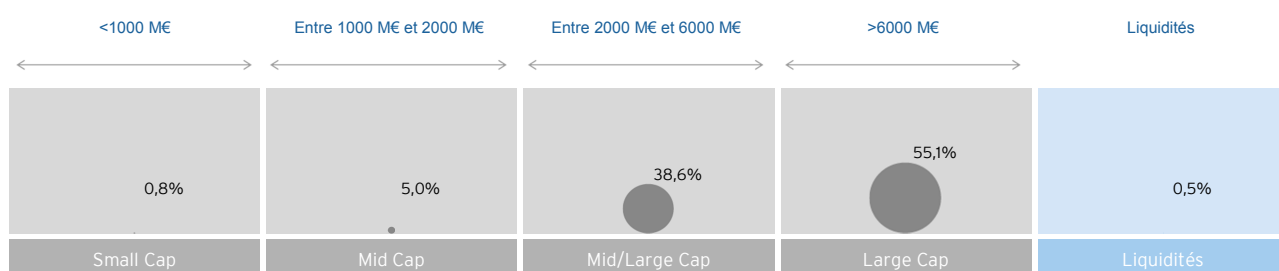 <1000 M€
Entre 1000 M€ et 2000 M€
Entre 2000 M€ et 6000 M€
>6000 M€
Liquidités
0,8%
5,0%
38,6%
55,1%
0,5%
Small Cap
Mid Cap
Mid/Large Cap
Large Cap
Liquidités